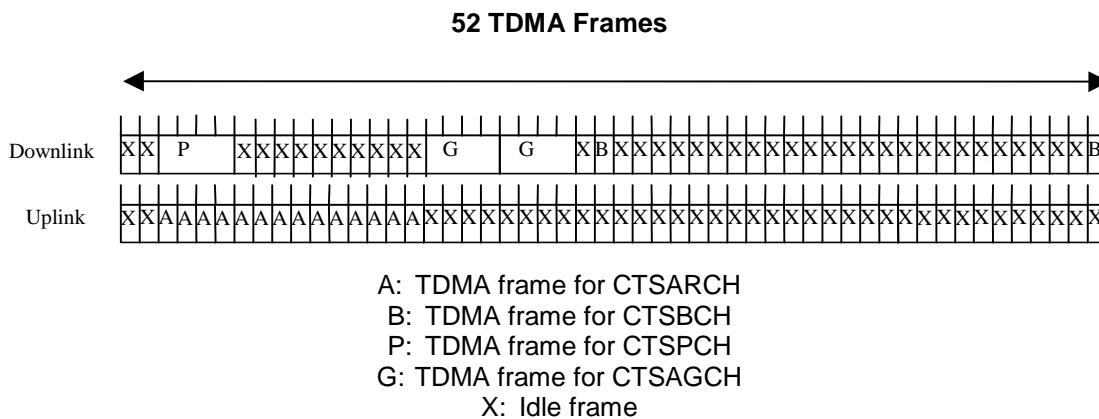 52 TDMA Frames
Downlink X X P X X X X X X X X X X G G X B X X X X X X X X X X X X X X X X X X X X X X X X X B
Uplink X X A A A A A A A A A A A A A A X X X X X X X X X X X X X X X X X X X X X X X X X X X X X X X X X X X X
A: TDMA frame for CTSARCH
B: TDMA frame for CTSBCH
P: TDMA frame for CTSPCH
G: TDMA frame for CTSAGCH
X: Idle frame